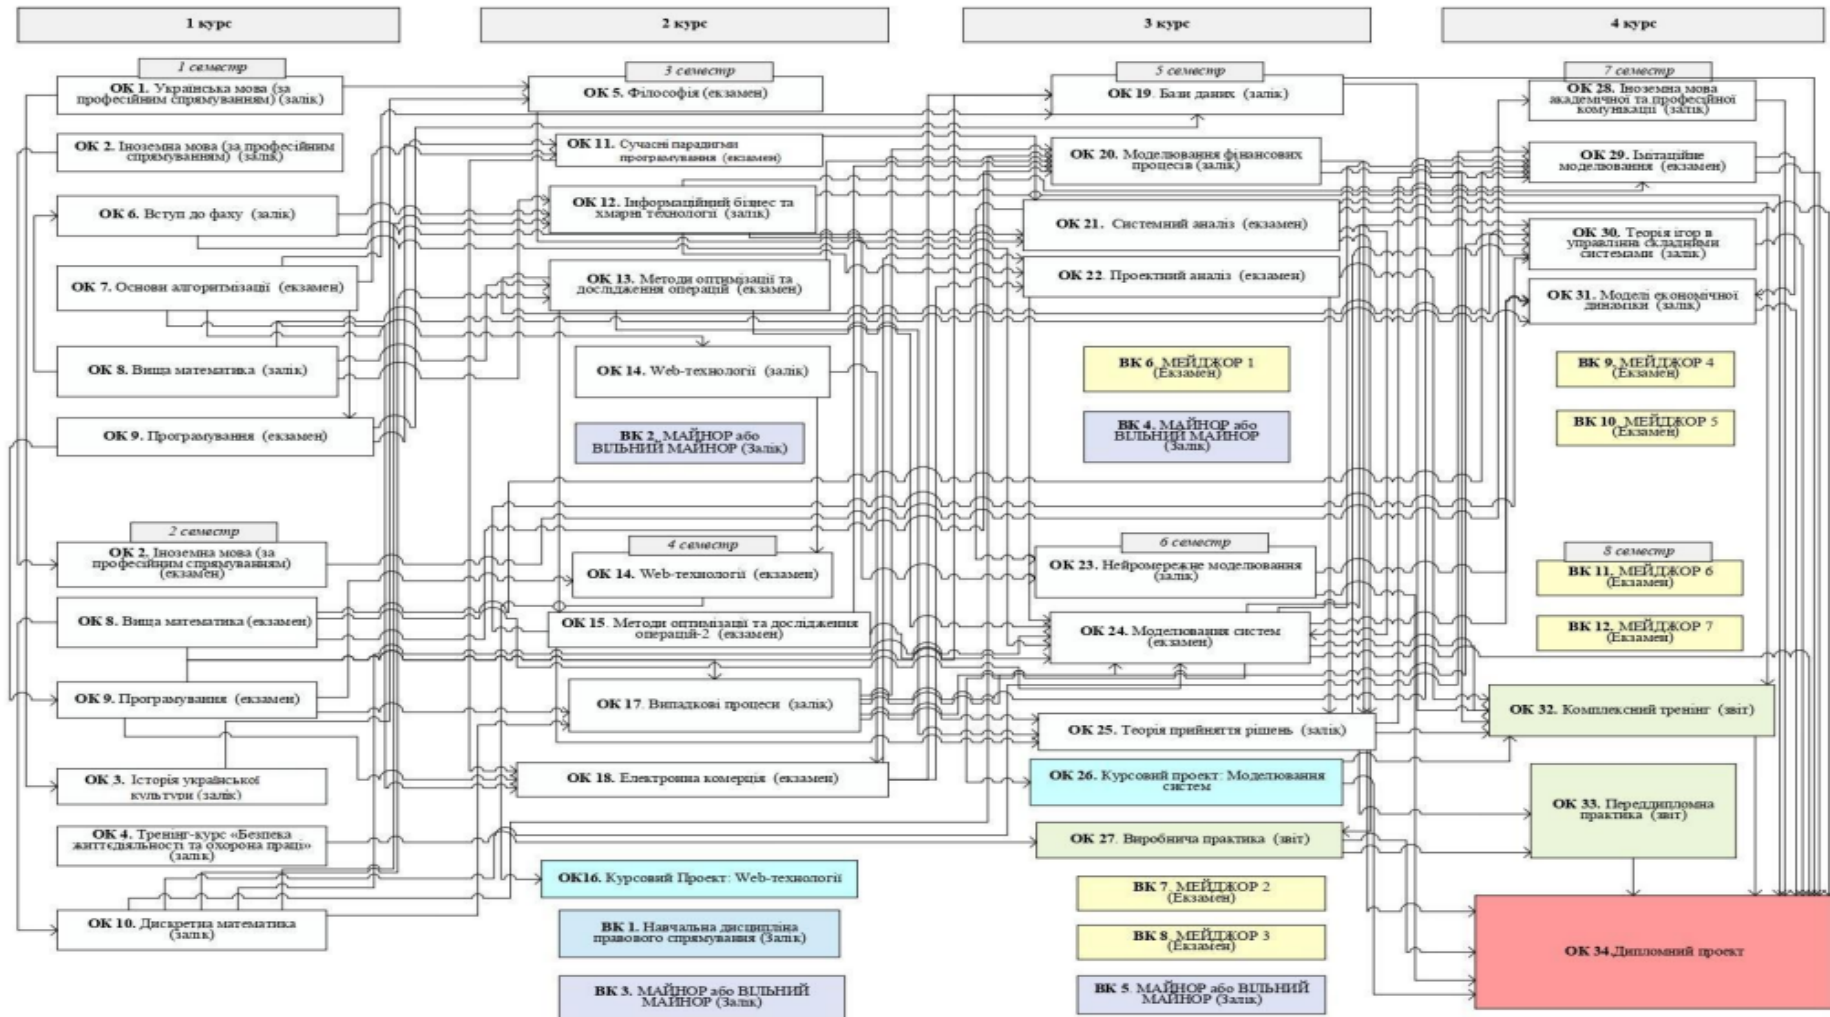 1 курс
2 курс
3 курс
4 курс
1 семестр
ОК 1. Українська мова (за
професійним спрямуванням) (залік)
ОК 2. Іноземна мова (за професійним
спрямуванням) (залік)
ОК 6. Вступ до фаху (залік)
ОК 7. Основи алгоритмізації (екзамен)
ОК 8. Вища математика (залік)
ОК 9. Програмування (екзамен)
2 семестр
ОК 2. Іноземна мова (за
професійним спрямуванням)
(екзамен)
ОК 8. Вища математика (екзамен)
ОК 9. Програмування (екзамен)
ОК 3. Історія української
культури (залік)
ОК 4. Тренінг-курс «Безпека
життєдіяльності та охорона праці»
(залік)
ОК 10. Дискретна математика
(залік)
3 семестр
ОК 5. Філософія (екзамен)
ОК 11. Сучасні парадигми
програмування (екзамен)
ОК 12. Інформаційний бізнес та
хмарні технології (залік)
ОК 13. Методи оптимізації та
дослідження операцій (екзамен)
ОК 14. Web-технології (залік)
ВК 2. МАЙНОР або
ВІЛЬНИЙ МАЙНОР (Залік)
4 семестр
ОК 14. Web-технології (екзамен)
ОК 15. Методи оптимізації та дослідження
операцій-2 (екзамен)
ОК 17. Випадкові процеси (залік)
ОК 18. Електронна комерція (екзамен)
ОК16. Курсовий Проект: Web-технології
ВК 1. Навчальна дисципліна
правового спрямування (Залік)
ВК 3. МАЙНОР або ВІЛЬНИЙ
МАЙНОР (Залік)
5 семестр
ОК 19. Бази даних (залік)
ОК 20. Моделювання фінансових
процесів (залік)
ОК 21. Системний аналіз (екзамен)
ОК 22. Проектний аналіз (екзамен)
ВК 6. МЕЙДЖОР 1
(Екзамен)
ВК 4. МАЙНОР або
ВІЛЬНИЙ МАЙНОР
(Залік)
6 семестр
ОК 23. Нейромережне моделювання
(залік)
ОК 24. Моделювання систем
(екзамен)
ОК 25. Теорія прийняття рішень (залік)
ОК 26. Курсовий проект: Моделювання
систем
ОК 27. Виробнича практика (звіт)
ВК 7. МЕЙДЖОР 2
(Екзамен)
ВК 8. МЕЙДЖОР 3
(Екзамен)
ВК 5. МАЙНОР або ВІЛЬНИЙ
МАЙНОР (Залік)
7 семестр
ОК 28. Іноземна мова
академічної та професійної
комунікації (залік)
ОК 29. Імітаційне
моделювання (екзамен)
ОК 30. Теорія ігор в
управлінні складними
системами (залік)
ОК 31. Моделі економічної
динаміки (залік)
ВК 9. МЕЙДЖОР 4
(Екзамен)
ВК 10. МЕЙДЖОР 5
(Екзамен)
8 семестр
ВК 11. МЕЙДЖОР 6
(Екзамен)
ВК 12. МЕЙДЖОР 7
(Екзамен)
ОК 32. Комплексний тренінг (звіт)
ОК 33. Переддипломна
практика (звіт)
ОК 34.Дипломний проект